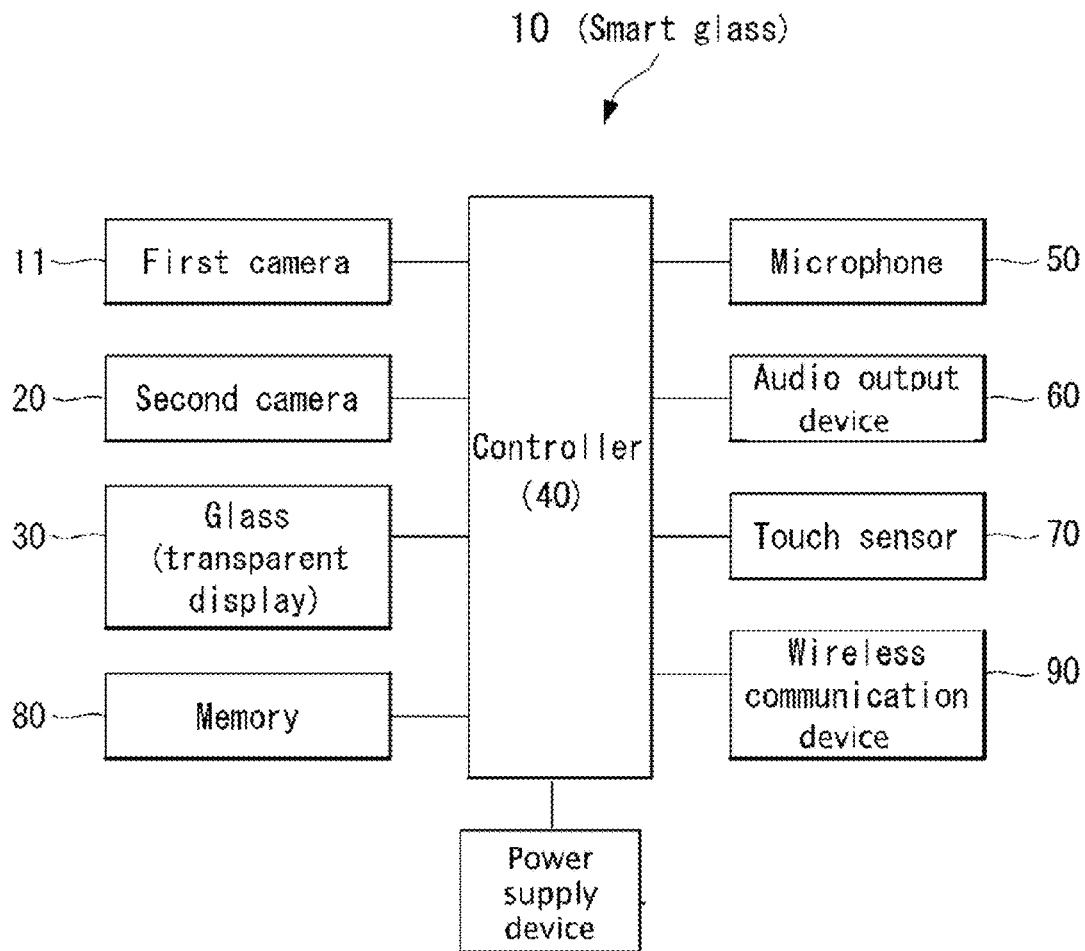 10 (Smart glass)
11
First camera
Microphone
50
20
Second camera
Audio output
device
60
Controller
(40)
30
Glass
(transparent
display)
Touch sensor
70
80
Memory
Wireless
communication
device
90
Power
supply
device